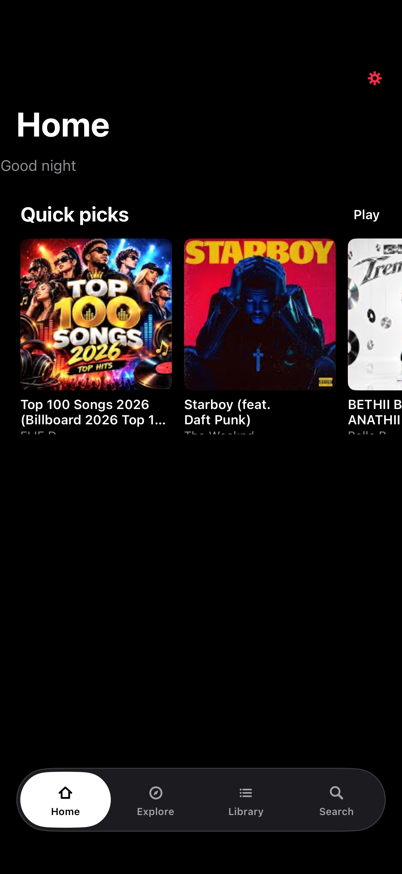 Home
Good night
Quick picks
Play
TOP
100
SONGS
2026
TOP HITS
STARBOY
Top 100 Songs 2026
(Billboard 2026 Top 1...
Starboy (feat.
Daft Punk)
BETHII B
ANATHII
Home
Explore
Library
Search